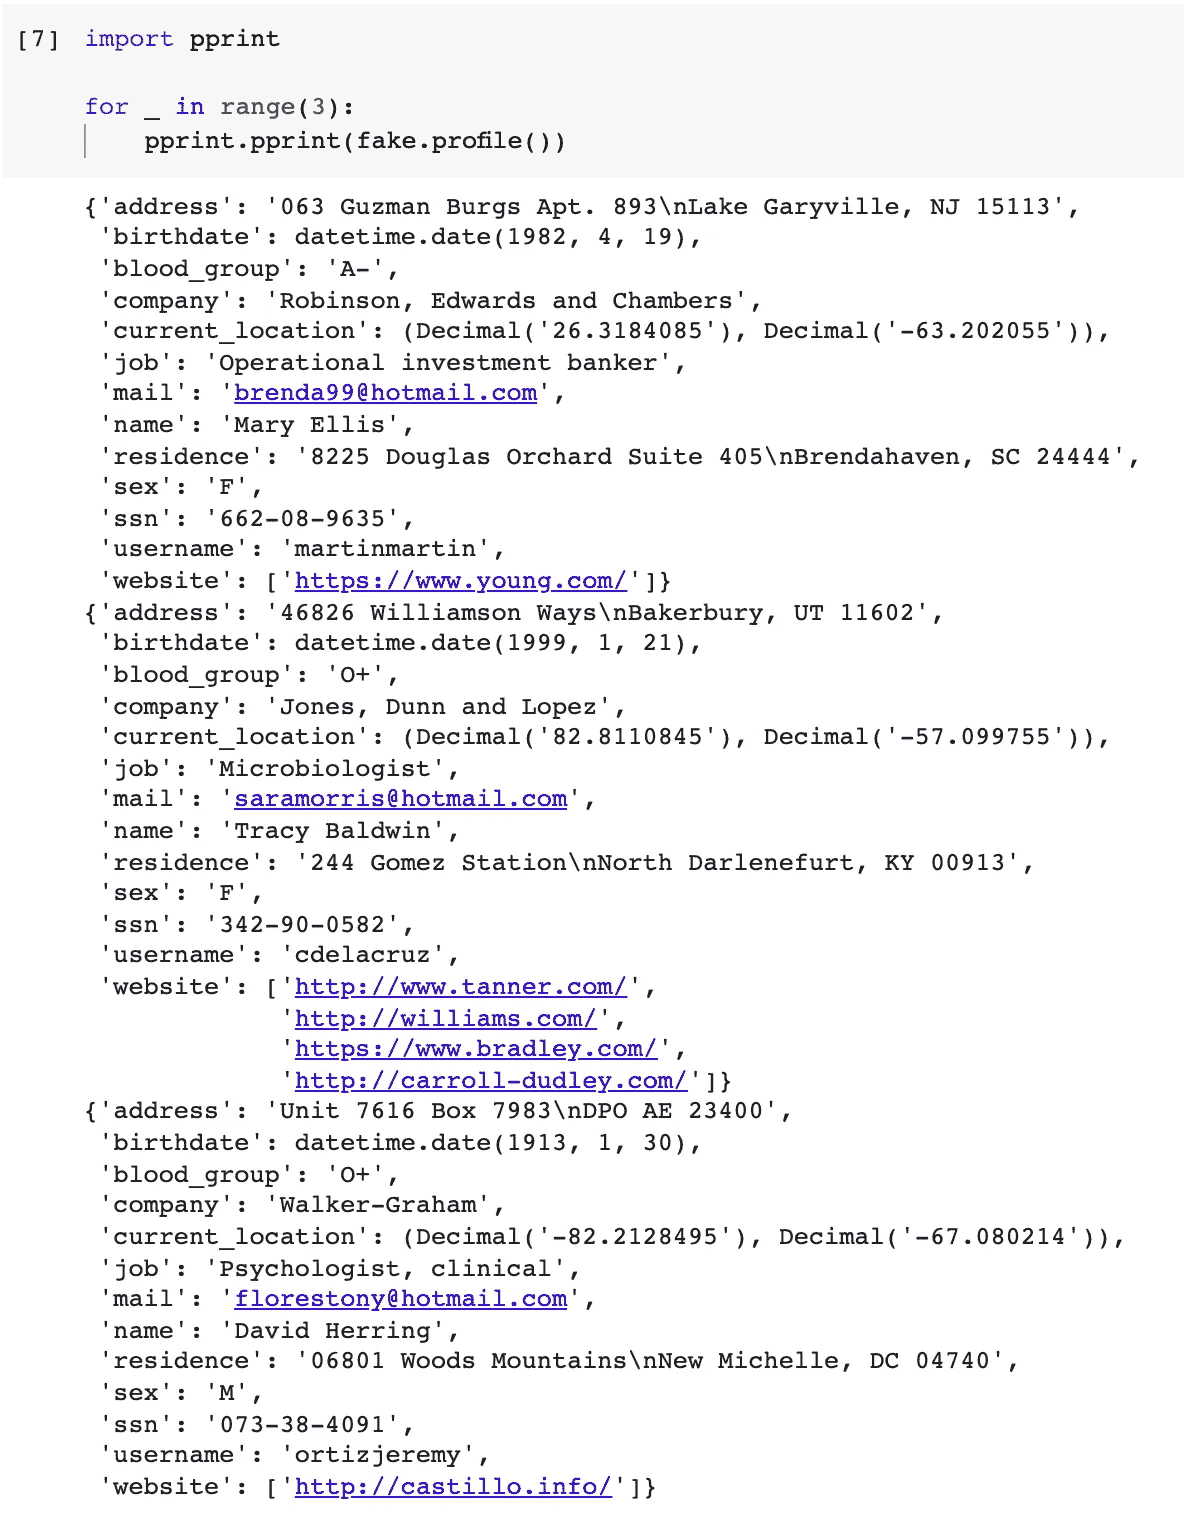 [7] import pprint
for _ in range(3):
pprint.pprint(fake.profile())
{'address': '063 Guzman Burgs Apt. 893\nLake Garyville, NJ 15113',
'birthdate': datetime.date(1982, 4, 19),
'blood_group': 'A-',
'company': 'Robinson, Edwards and Chambers',
'current_location': (Decimal('26.3184085'), Decimal('-63.202055')),
'job': 'Operational investment banker',
'mail': 'brenda99@hotmail.com',
'name': 'Mary Ellis',
'residence': '8225 Douglas Orchard Suite 405\nBrendahaven, SC 24444',
'sex': 'F',
'ssn': '662-08-9635',
'username': 'martinmartin',
'website': ['https://www.young.com/']}
{'address': '46826 Williamson Ways\nBakerbury, UT 11602',
'birthdate': datetime.date(1999, 1, 21),
'blood_group': 'O+',
'company': 'Jones, Dunn and Lopez',
'current_location': (Decimal('82.8110845'), Decimal('-57.099755')),
'job': 'Microbiologist',
'mail': 'saramorris@hotmail.com',
'name': 'Tracy Baldwin',
'residence': '244 Gomez Station\nNorth Darlenefurt, KY 00913',
'sex': 'F',
'ssn': '342-90-0582',
'username': 'cdelacruz',
'website': ['http://www.tanner.com/',
'http://williams.com/',
'https://www.bradley.com/',
'http://carroll-dudley.com/']}
{'address': 'Unit 7616 Box 7983\nDPO AE 23400',
'birthdate': datetime.date(1913, 1, 30),
'blood_group': 'O+',
'company': 'Walker-Graham',
'current_location': (Decimal('-82.2128495'), Decimal('-67.080214')),
'job': 'Psychologist, clinical',
'mail': 'florestony@hotmail.com',
'name': 'David Herring',
'residence': '06801 Woods Mountains\nNew Michelle, DC 04740',
'sex': 'M',
'ssn': '073-38-4091',
'username': 'ortizjeremy',
'website': ['http://castillo.info/']}